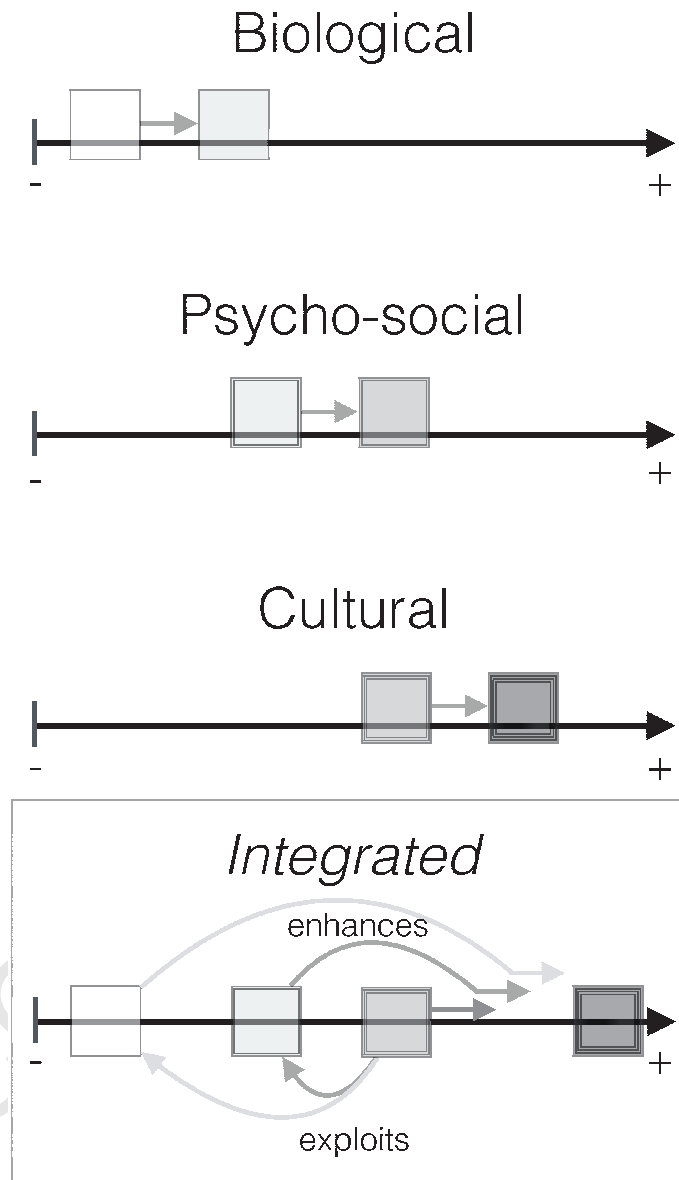 Biological
- +
Psycho-social
- +
Cultural
- +
Integrated
enhances
- +
exploits